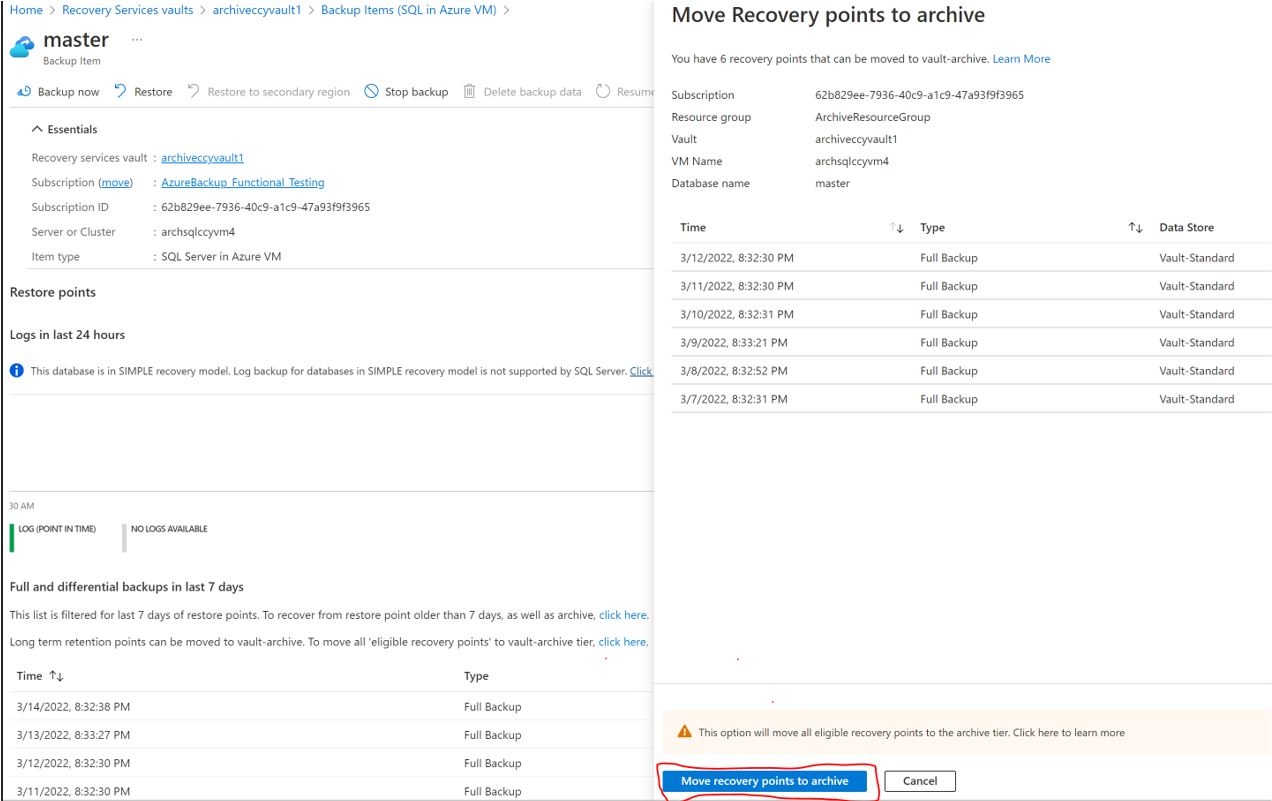 Home > Recovery Services vaults > archiveccyvault1 > Backup Items (SQL in Azure VM) >
master ...
Backup Item
Backup now Restore Restore to secondary region Stop backup Delete backup data Resume
Essentials
Recovery services vault : archiveccyvault1
Subscription (move) : AzureBackup_Functional_Testing
Subscription ID : 62b829ee-7936-40c9-a1c9-47a93f9f3965
Server or Cluster : archsqlccyvm4
Item type : SQL Server in Azure VM
Restore points
Logs in last 24 hours
This database is in SIMPLE recovery model. Log backup for databases in SIMPLE recovery model is not supported by SQL Server. Click
30 AM
LOG (POINT IN TIME) NO LOGS AVAILABLE
Full and differential backups in last 7 days
This list is filtered for last 7 days of restore points. To recover from restore point older than 7 days, as well as archive, click here.
Long term retention points can be moved to vault-archive. To move all 'eligible recovery points' to vault-archive tier, click here.
Time Type
3/14/2022, 8:32:38 PM Full Backup
3/13/2022, 8:33:27 PM Full Backup
3/12/2022, 8:32:30 PM Full Backup
3/11/2022, 8:32:30 PM Full Backup
Move Recovery points to archive
You have 6 recovery points that can be moved to vault-archive. Learn More
Subscription 62b829ee-7936-40c9-a1c9-47a93f9f3965
Resource group ArchiveResourceGroup
Vault archiveccyvault1
VM Name archsqlccyvm4
Database name master
Time Type Data Store
3/12/2022, 8:32:30 PM Full Backup Vault-Standard
3/11/2022, 8:32:30 PM Full Backup Vault-Standard
3/10/2022, 8:32:31 PM Full Backup Vault-Standard
3/9/2022, 8:33:21 PM Full Backup Vault-Standard
3/8/2022, 8:32:52 PM Full Backup Vault-Standard
3/7/2022, 8:32:31 PM Full Backup Vault-Standard
This option will move all eligible recovery points to the archive tier. Click here to learn more
Move recovery points to archive Cancel